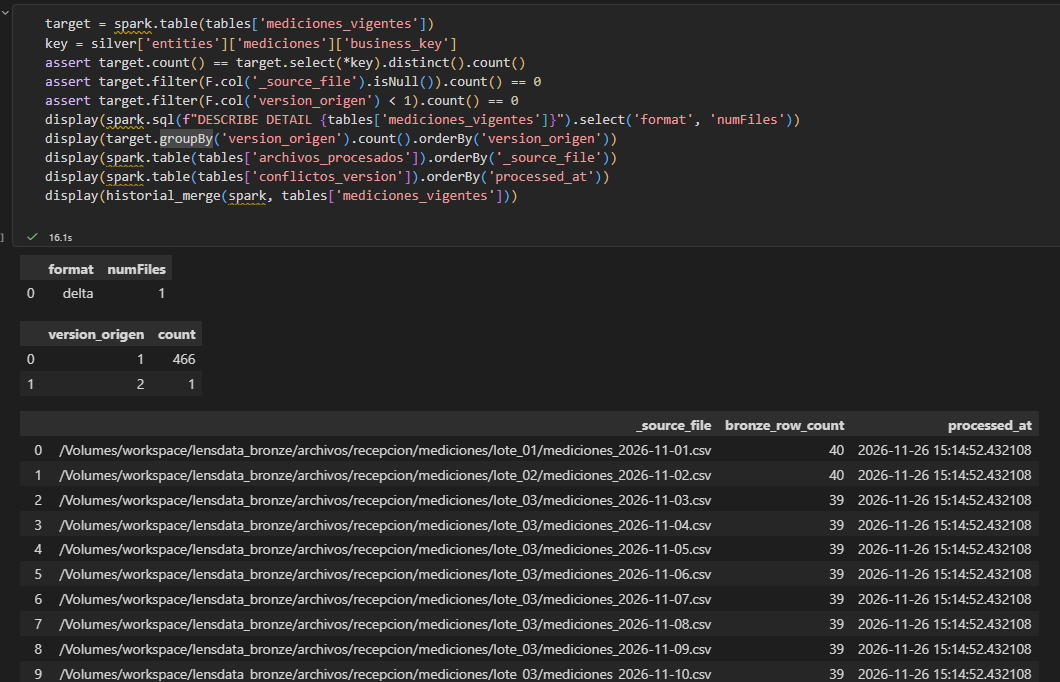 target = spark.table(tables['mediciones_vigentes'])
key = silver['entities']['mediciones']['business_key']
assert target.count() == target.select(*key).distinct().count()
assert target.filter(F.col('_source_file').isNull()).count() == 0
assert target.filter(F.col('version_origen') < 1).count() == 0
display(spark.sql(f"DESCRIBE DETAIL {tables['mediciones_vigentes']}").select('format', 'numFiles'))
display(target.groupBy('version_origen').count().orderBy('version_origen'))
display(spark.table(tables['archivos_procesados']).orderBy('_source_file'))
display(spark.table(tables['conflictos_version']).orderBy('processed_at'))
display(historial_merge(spark, tables['mediciones_vigentes']))
] ✓ 16.1s
format numFiles
0 delta 1
version_origen count
0 1 466
1 2 1
_source_file bronze_row_count processed_at
0 /Volumes/workspace/lensdata_bronze/archivos/recepcion/mediciones/lote_01/mediciones_2026-11-01.csv 40 2026-11-26 15:14:52.432108
1 /Volumes/workspace/lensdata_bronze/archivos/recepcion/mediciones/lote_02/mediciones_2026-11-02.csv 40 2026-11-26 15:14:52.432108
2 /Volumes/workspace/lensdata_bronze/archivos/recepcion/mediciones/lote_03/mediciones_2026-11-03.csv 39 2026-11-26 15:14:52.432108
3 /Volumes/workspace/lensdata_bronze/archivos/recepcion/mediciones/lote_03/mediciones_2026-11-04.csv 39 2026-11-26 15:14:52.432108
4 /Volumes/workspace/lensdata_bronze/archivos/recepcion/mediciones/lote_03/mediciones_2026-11-05.csv 39 2026-11-26 15:14:52.432108
5 /Volumes/workspace/lensdata_bronze/archivos/recepcion/mediciones/lote_03/mediciones_2026-11-06.csv 39 2026-11-26 15:14:52.432108
6 /Volumes/workspace/lensdata_bronze/archivos/recepcion/mediciones/lote_03/mediciones_2026-11-07.csv 39 2026-11-26 15:14:52.432108
7 /Volumes/workspace/lensdata_bronze/archivos/recepcion/mediciones/lote_03/mediciones_2026-11-08.csv 39 2026-11-26 15:14:52.432108
8 /Volumes/workspace/lensdata_bronze/archivos/recepcion/mediciones/lote_03/mediciones_2026-11-09.csv 39 2026-11-26 15:14:52.432108
9 /Volumes/workspace/lensdata_bronze/archivos/recepcion/mediciones/lote_03/mediciones_2026-11-10.csv 39 2026-11-26 15:14:52.432108